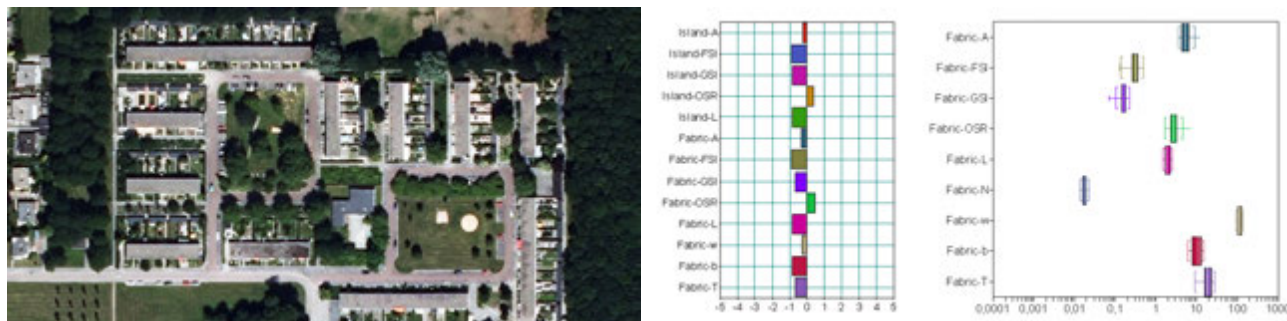 Island-A
Island-FSI
Island-GSI
Island-OSR
Island-L
Fabric-A
Fabric-FSI
Fabric-GSI
Fabric-OSR
Fabric-L
Fabric-w
Fabric-b
Fabric-T
-5 -4 -3 -2 -1 0 1 2 3 4 5
Fabric-A
Fabric-FSI
Fabric-GSI
Fabric-OSR
Fabric-L
Fabric-N
Fabric-w
Fabric-b
Fabric-T
0,0001 0,01 0,1 1 10 100 1000